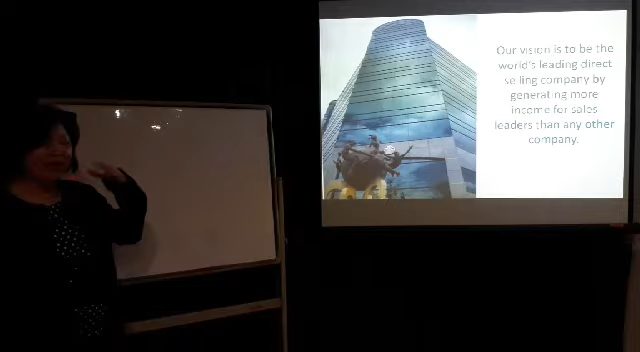 Our vision is to be the
world's leading direct
selling company by
generating more
income for sales
leaders than any other
company.